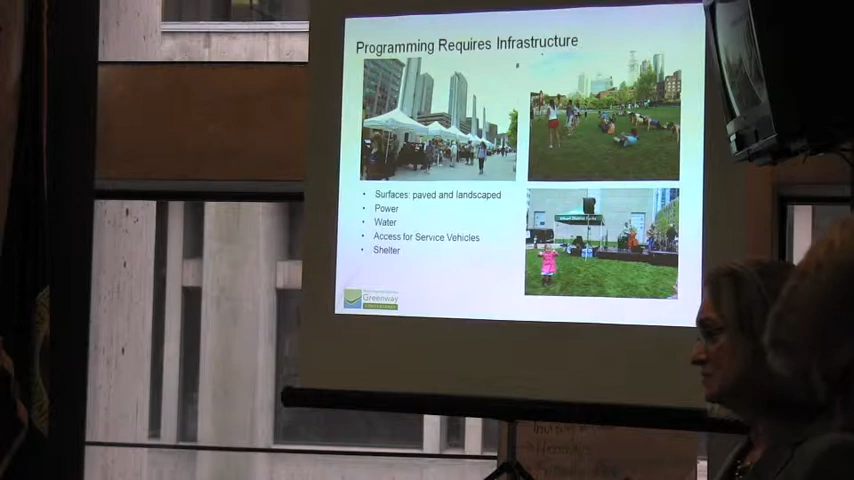 Programming Requires Infrastructure
• Surfaces: paved and landscaped
• Power
• Water
• Access for Service Vehicles
• Shelter
Greenway